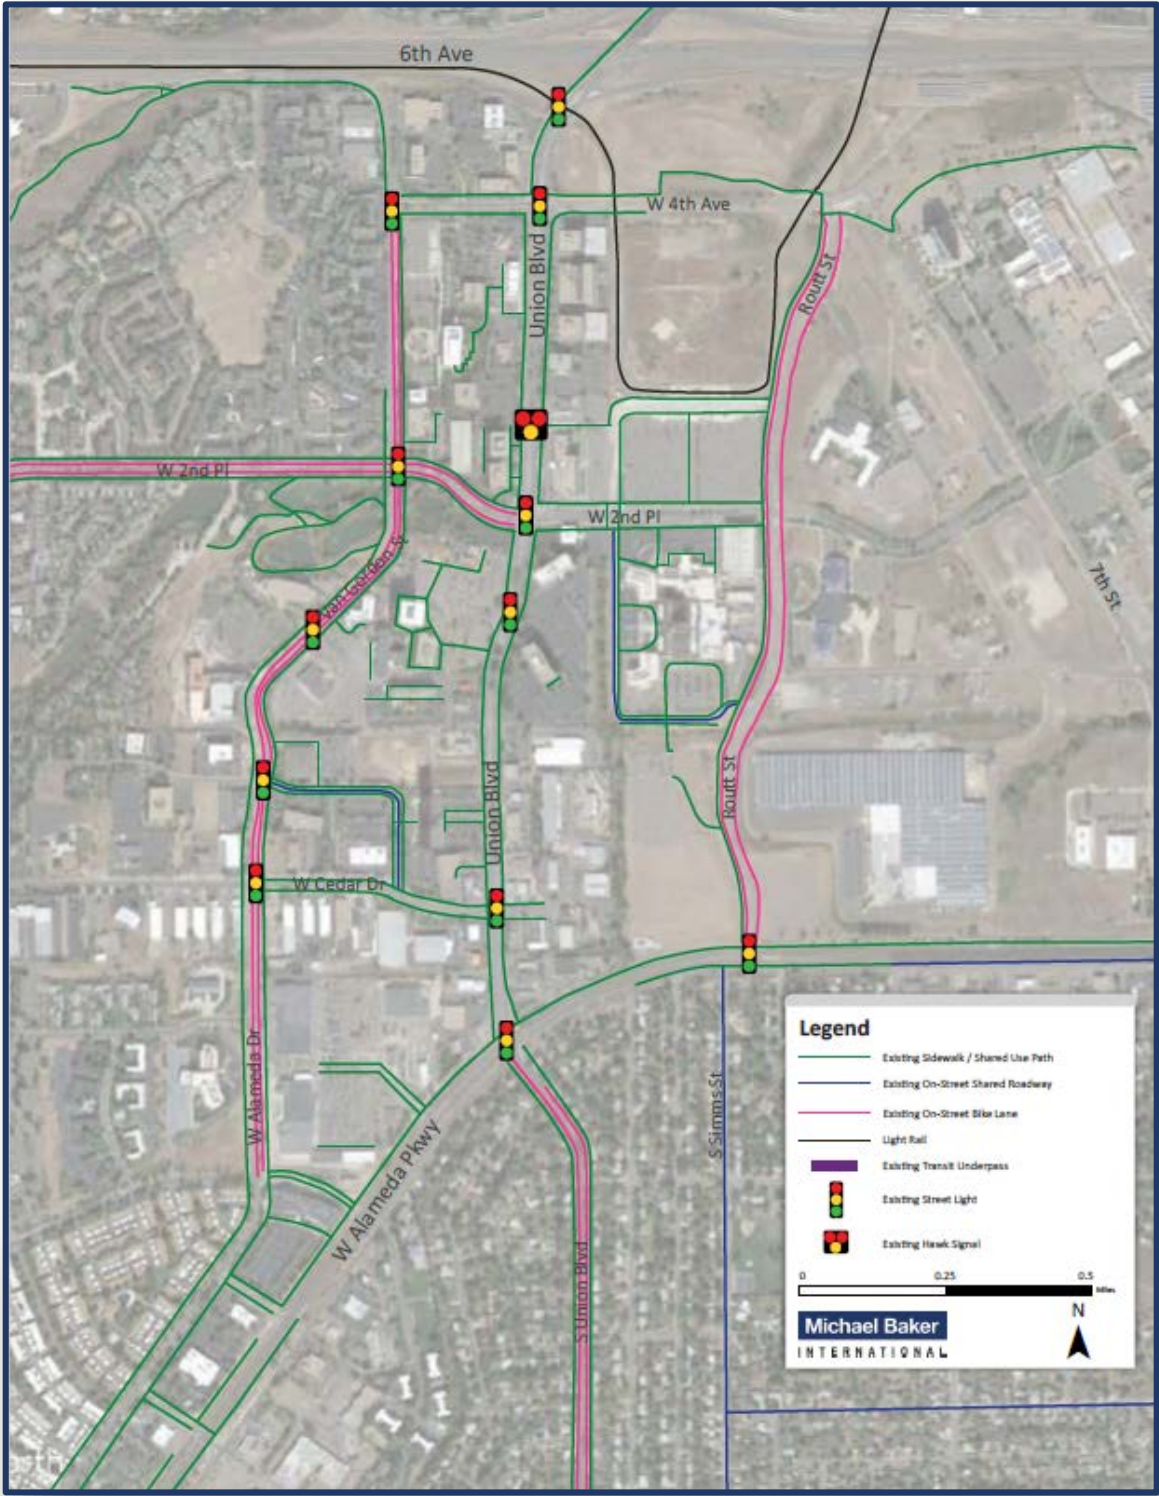 6th Ave
W 4th Ave
Union Blvd
Routt St
W 2nd Pl
W 2nd Pl
Van Gordon St
7th St
Union Blvd
Routt St
W Cedar Dr
W Alameda Dr
W Alameda Pkwy
S Simms St
S Union Blvd
Legend
Existing Sidewalk / Shared Use Path
Existing On-Street Shared Roadway
Existing On-Street Bike Lane
Light Rail
Existing Transit Underpass
Existing Street Light
Existing Hawk Signal
0 0.25 0.5
Miles
N
Michael Baker
INTERNATIONAL